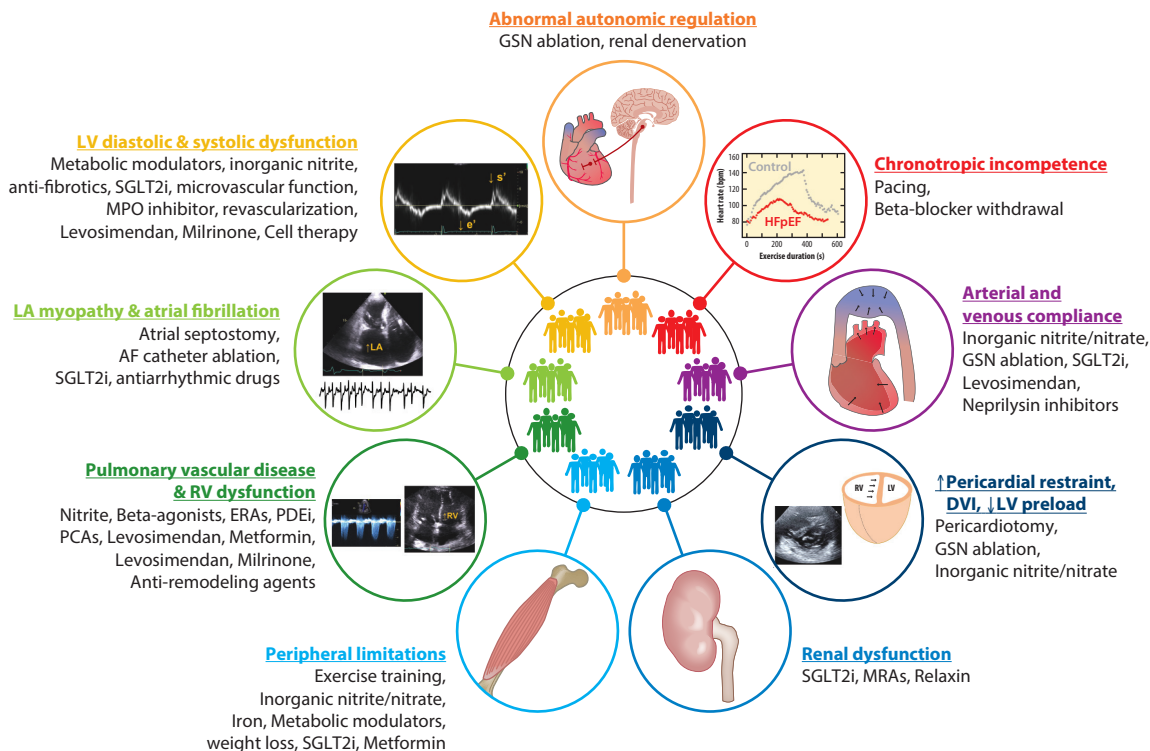 Abnormal autonomic regulation
GSN ablation, renal denervation
LV diastolic & systolic dysfunction
Metabolic modulators, inorganic nitrite,
anti-fibrotics, SGLT2i, microvascular function,
MPO inhibitor, revascularization,
Levosimendan, Milrinone, Cell therapy
↓ s'
↓ e'
Chronotropic incompetence
Pacing,
Beta-blocker withdrawal
Heart rate (bpm)
160
140
120
100
80
Control
HFpEF
0
200
400
600
Exercise duration (s)
LA myopathy & atrial fibrillation
Atrial septostomy,
AF catheter ablation,
SGLT2i, antiarrhythmic drugs
↑LA
Arterial and
venous compliance
Inorganic nitrite/nitrate,
GSN ablation, SGLT2i,
Levosimendan,
Neprilysin inhibitors
Pulmonary vascular disease
& RV dysfunction
Nitrite, Beta-agonists, ERAs, PDEi,
PCAs, Levosimendan, Metformin,
Levosimendan, Milrinone,
Anti-remodeling agents
↑RV
RV
LV
↑Pericardial restraint,
DVI, ↓LV preload
Pericardiotomy,
GSN ablation,
Inorganic nitrite/nitrate
Peripheral limitations
Exercise training,
Inorganic nitrite/nitrate,
Iron, Metabolic modulators,
weight loss, SGLT2i, Metformin
Renal dysfunction
SGLT2i, MRAs, Relaxin